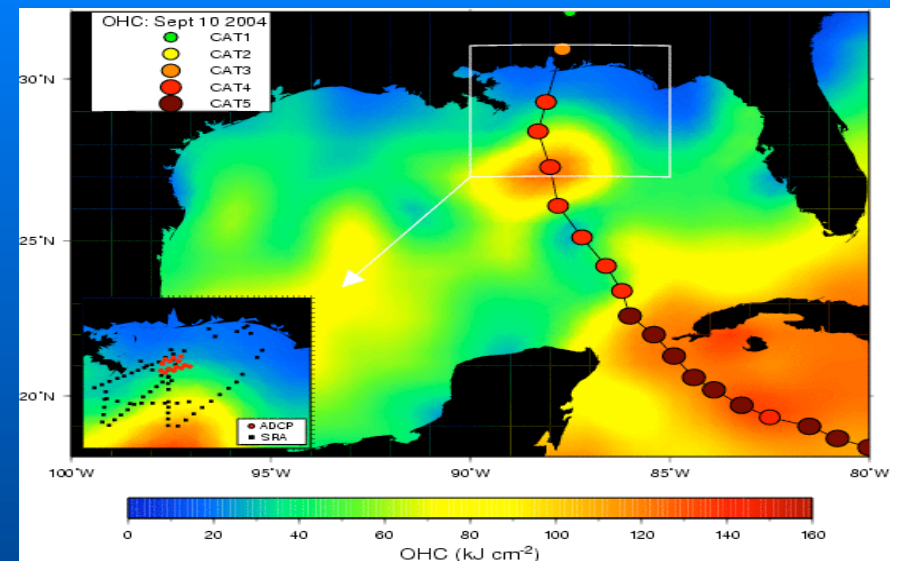 OHC: Sept 10 2004
CAT1
CAT2
CAT3
CAT4
CAT5
30°N
25°N
20°N
ADCP
SRA
100°W 95°W 90°W 85°W 80°W
0 20 40 60 80 100 120 140 160
OHC (kJ cm⁻²)